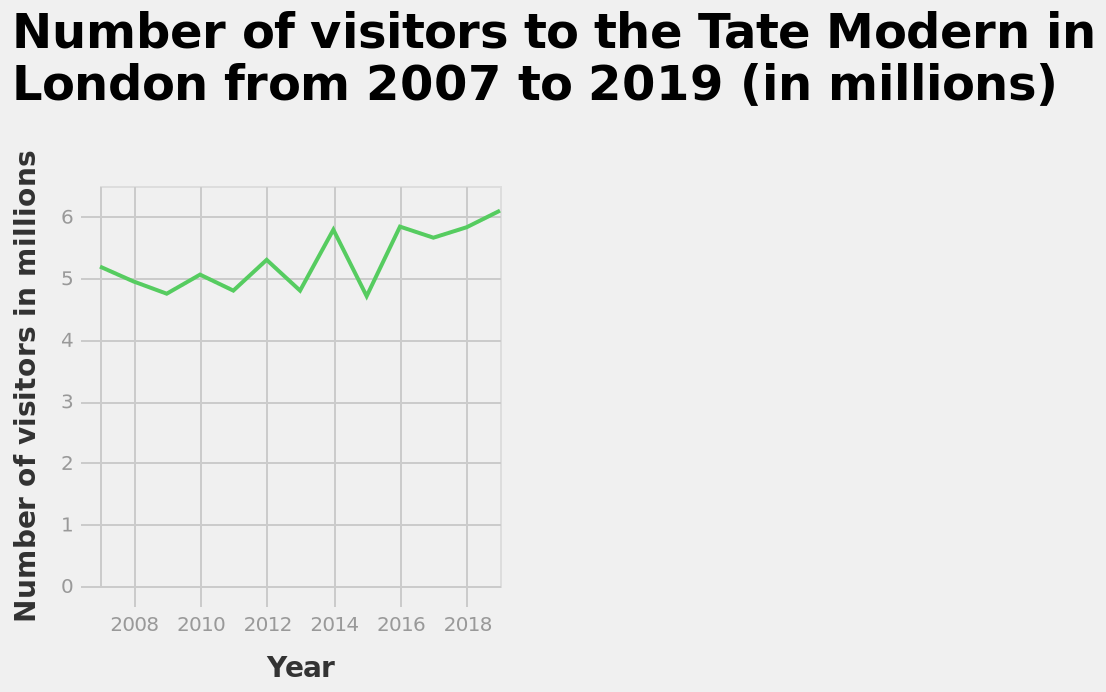 Number of visitors to the Tate Modern in
London from 2007 to 2019 (in millions)
Number of visitors in millions
6
5
4
3
2
1
0
2008 2010 2012 2014 2016 2018
Year